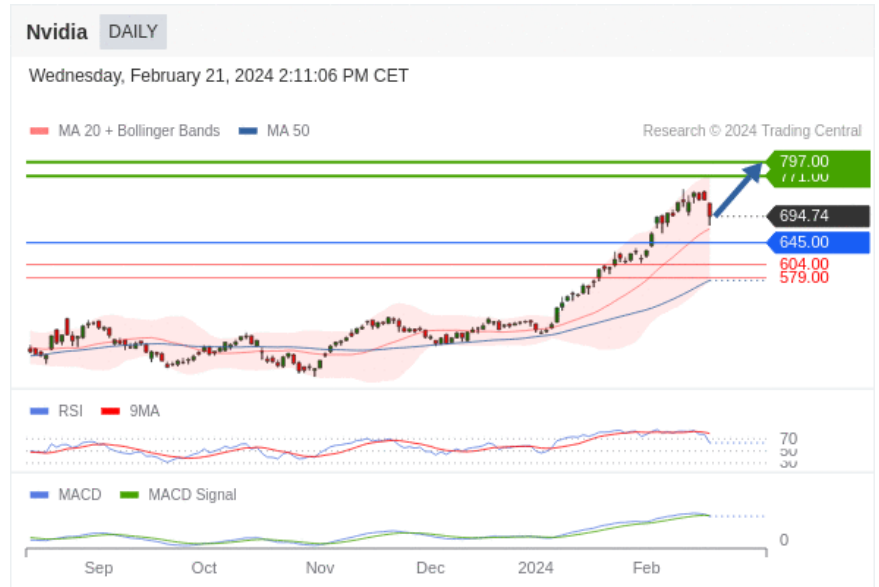 Nvidia DAILY
Wednesday, February 21, 2024 2:11:06 PM CET
MA 20 + Bollinger Bands MA 50 Research © 2024 Trading Central
797.00
771.00
694.74
645.00
604.00
579.00
RSI 9MA
70
50
30
MACD MACD Signal
0
Sep Oct Nov Dec 2024 Feb